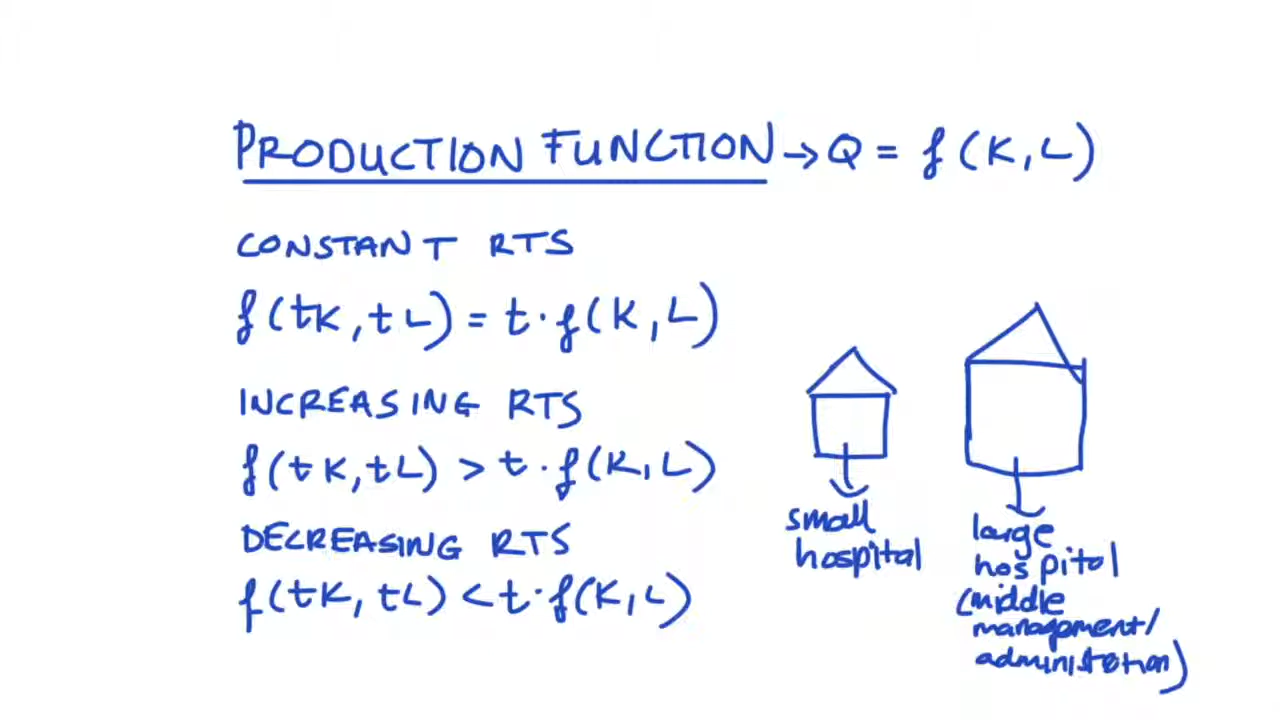 PRODUCTION FUNCTION → Q = f(K,L)
CONSTANT RTS
f(tK,tL) = t·f(K,L)
INCREASING RTS
f(tK,tL) > t·f(K,L)
DECREASING RTS
f(tK,tL) < t·f(K,L)
small
hospital
large
hospital
(middle
management/
administration)